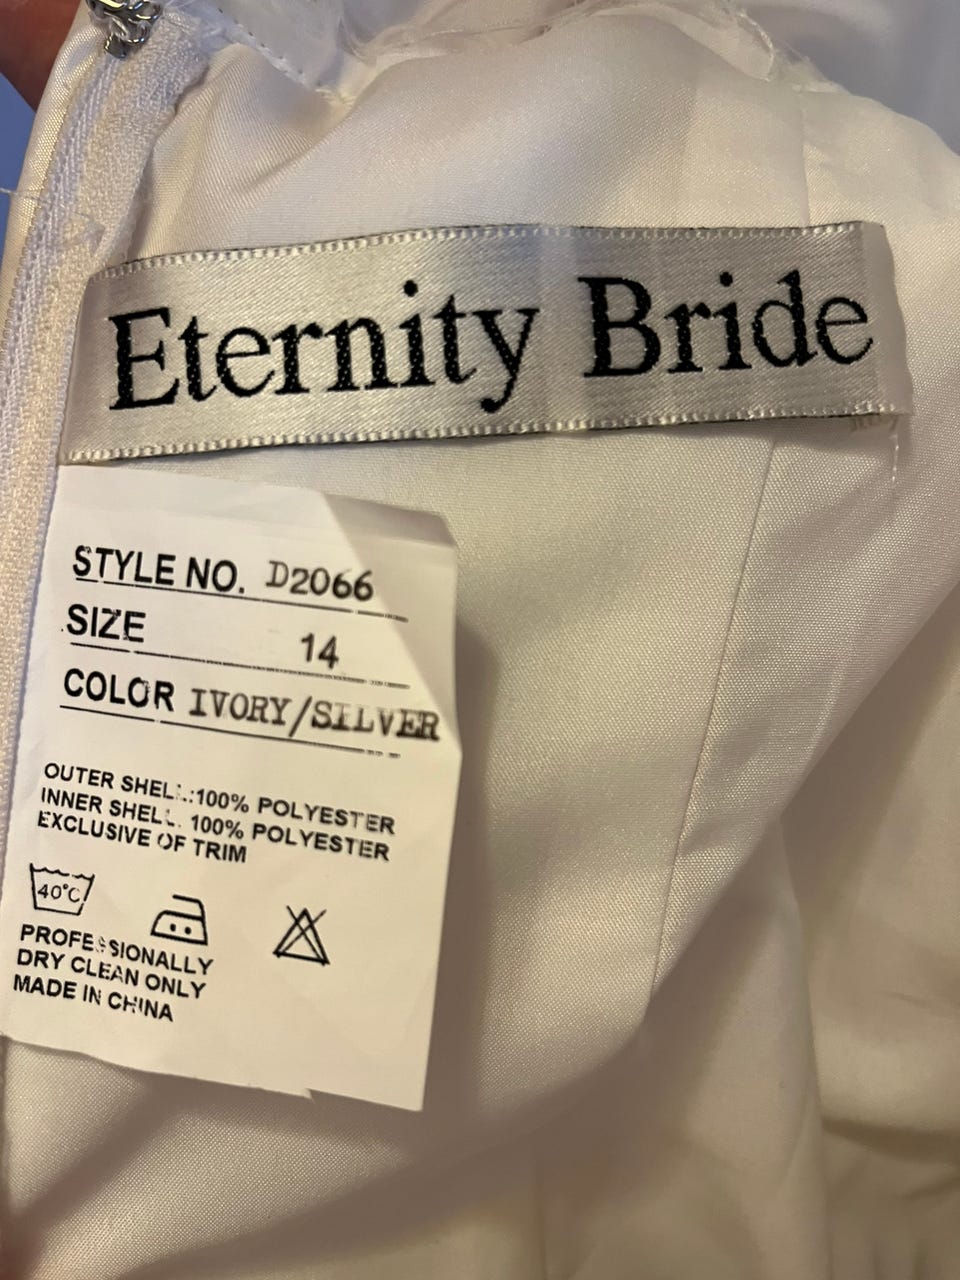 Eternity Bride
STYLE NO. D2066
SIZE 14
COLOR IVORY/SILVER
OUTER SHELL.:100% POLYESTER
INNER SHELL. 100% POLYESTER
EXCLUSIVE OF TRIM
40°C
PROFESSIONALLY
DRY CLEAN ONLY
MADE IN CHINA